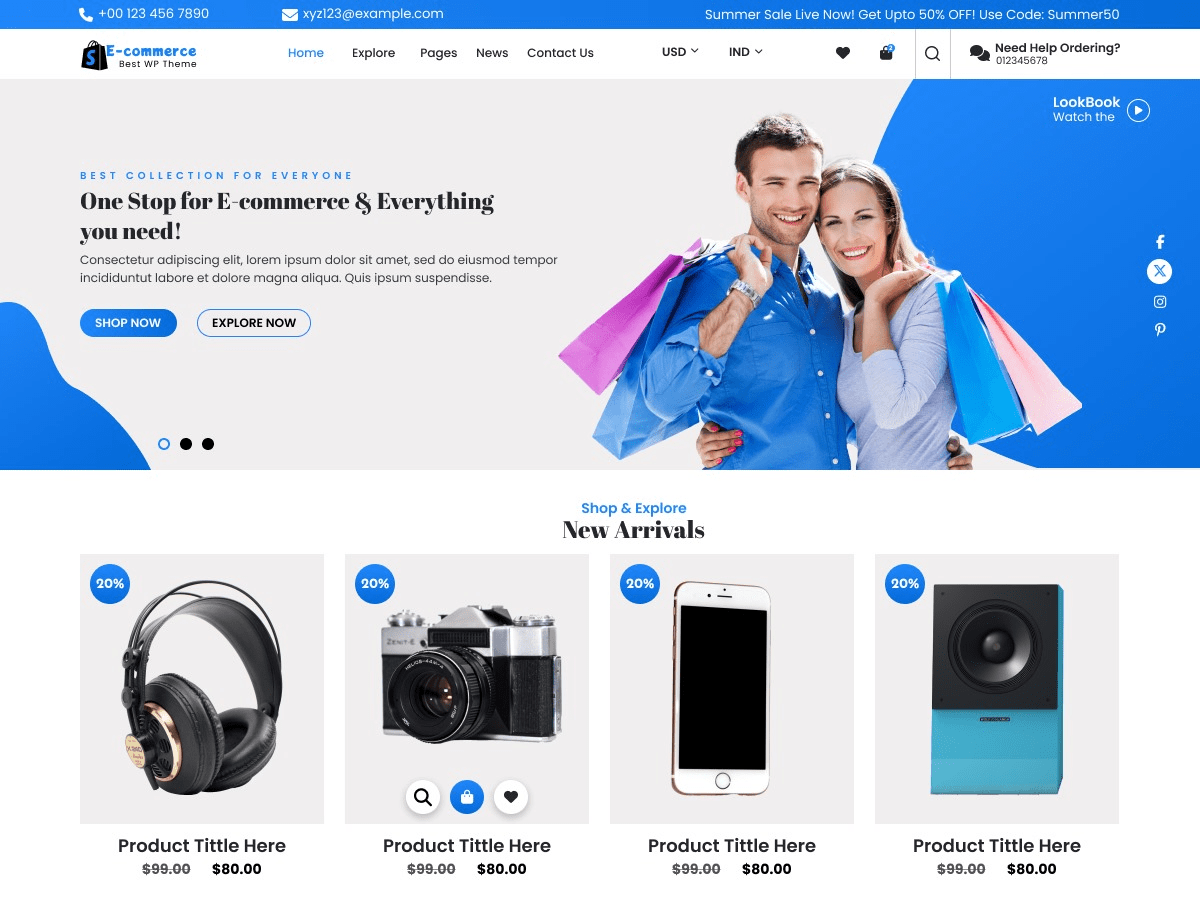 +00 123 456 7890
xyz123@example.com
Summer Sale Live Now! Get Upto 50% OFF! Use Code: Summer50
E-commerce
Best WP Theme
Home
Explore
Pages
News
Contact Us
USD
IND
2
Need Help Ordering?
012345678
LookBook
Watch the
BEST COLLECTION FOR EVERYONE
One Stop for E-commerce & Everything
you need!
Consectetur adipiscing elit, lorem ipsum dolor sit amet, sed do eiusmod tempor
incididuntut labore et dolore magna aliqua. Quis ipsum suspendisse.
SHOP NOW
EXPLORE NOW
Shop & Explore
New Arrivals
20%
20%
20%
20%
ZENIT-E
HELIOS-44M-A
Product Tittle Here
Product Tittle Here
Product Tittle Here
Product Tittle Here
$99.00 $80.00
$99.00 $80.00
$99.00 $80.00
$99.00 $80.00